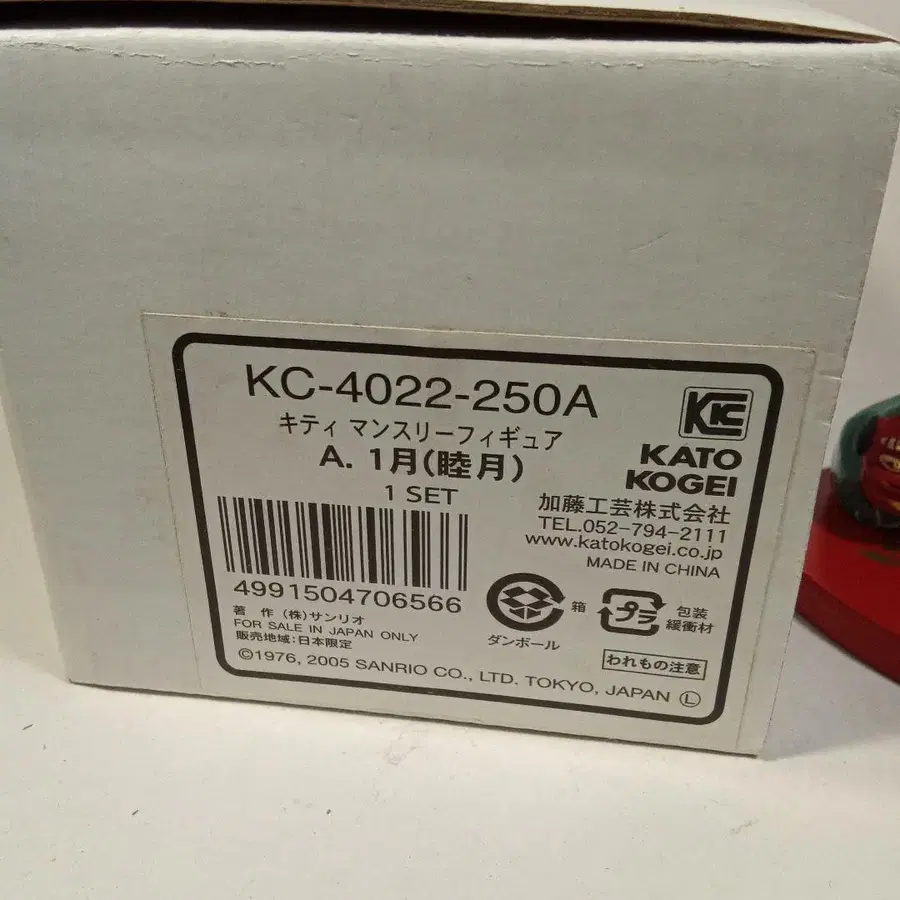 KC-4022-250A
キティ マンスリーフィギュア
A. 1月(睦月)
1 SET
KC
KATO
KOGEI
加藤工芸株式会社
TEL.052-794-2111
www.katokogei.co.jp
MADE IN CHINA
4991504706566
著 作 (株)サンリオ
FOR SALE IN JAPAN ONLY
販売地域:日本限定
ダンボール
箱
プラ
包装
緩衝材
われもの注意
©1976, 2005 SANRIO CO., LTD. TOKYO, JAPAN Ⓛ